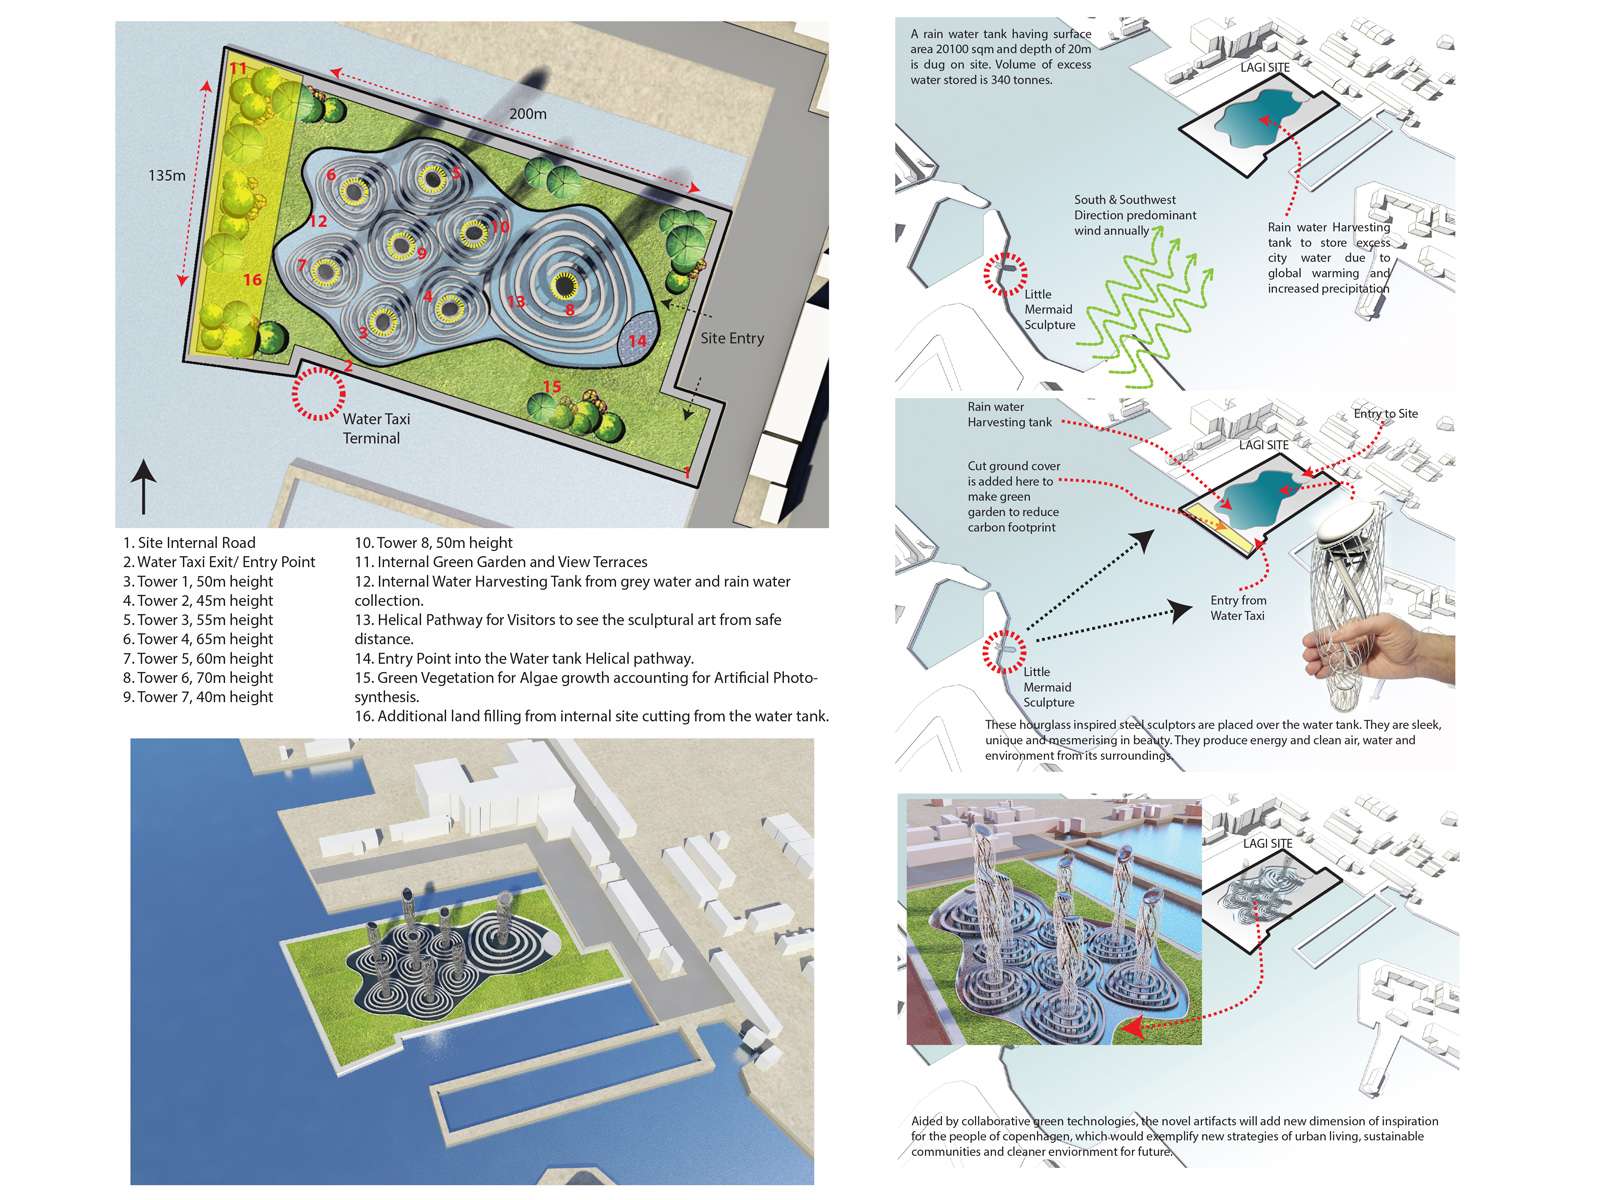 11
200m
135m
6
5
12
10
9
7
16
4
13
8
3
14
Site Entry
2
15
Water Taxi
Terminal
1
1. Site Internal Road
2. Water Taxi Exit/ Entry Point
3. Tower 1, 50m height
4. Tower 2, 45m height
5. Tower 3, 55m height
6. Tower 4, 65m height
7. Tower 5, 60m height
8. Tower 6, 70m height
9. Tower 7, 40m height
10. Tower 8, 50m height
11. Internal Green Garden and View Terraces
12. Internal Water Harvesting Tank from grey water and rain water
collection.
13. Helical Pathway for Visitors to see the sculptural art from safe
distance.
14. Entry Point into the Water tank Helical pathway.
15. Green Vegetation for Algae growth accounting for Artificial Photo-
synthesis.
16. Additional land filling from internal site cutting from the water tank.
A rain water tank having surface
area 20100 sqm and depth of 20m
is dug on site. Volume of excess
water stored is 340 tonnes.
LAGI SITE
South & Southwest
Direction predominant
wind annually
Rain water Harvesting
tank to store excess
city water due to
global warming and
increased precipitation
Little
Mermaid
Sculpture
Rain water
Harvesting tank
Entry to Site
LAGI SITE
Cut ground cover
is added here to
make green
garden to reduce
carbon footprint
Entry from
Water Taxi
Little
Mermaid
Sculpture
These hourglass inspired steel sculptors are placed over the water tank. They are sleek,
unique and mesmerising in beauty. They produce energy and clean air, water and
environment from its surroundings.
LAGI SITE
Aided by collaborative green technologies, the novel artifacts will add new dimension of inspiration
for the people of copenhagen, which would exemplify new strategies of urban living, sustainable
communities and cleaner enviornment for future.